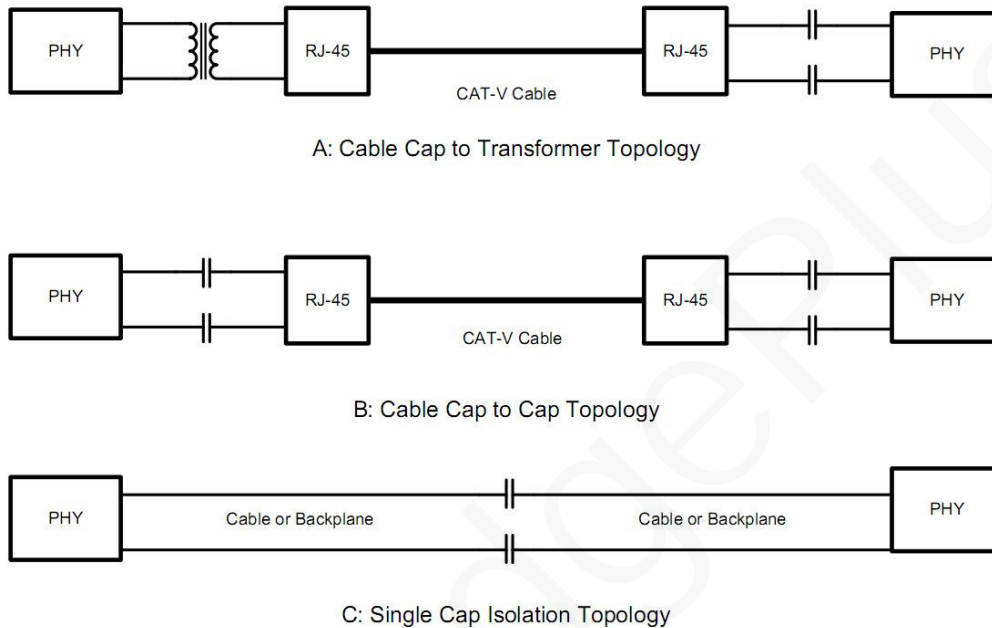 PHY RJ-45 RJ-45 PHY
CAT-V Cable
A: Cable Cap to Transformer Topology
PHY RJ-45 RJ-45 PHY
CAT-V Cable
B: Cable Cap to Cap Topology
PHY Cable or Backplane Cable or Backplane PHY
C: Single Cap Isolation Topology